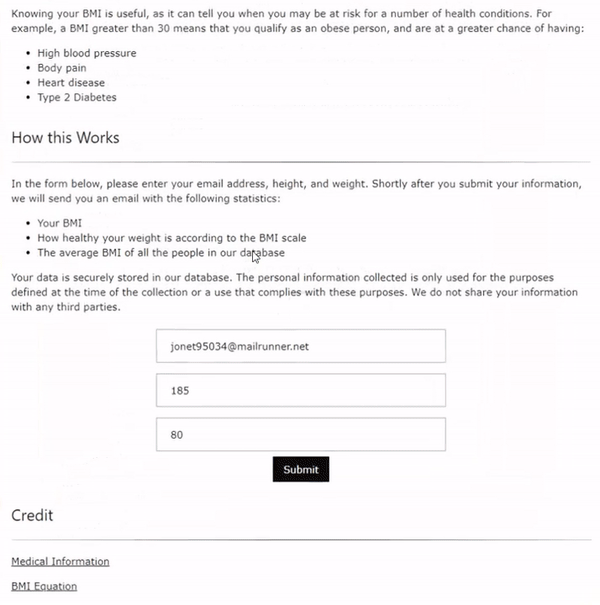 Knowing your BMI is useful, as it can tell you when you may be at risk for a number of health conditions. For
example, a BMI greater than 30 means that you qualify as an obese person, and are at a greater chance of having:
• High blood pressure
• Body pain
• Heart disease
• Type 2 Diabetes
How this Works
In the form below, please enter your email address, height, and weight. Shortly after you submit your information,
we will send you an email with the following statistics:
• Your BMI
• How healthy your weight is according to the BMI scale
• The average BMI of all the people in our database
Your data is securely stored in our database. The personal information collected is only used for the purposes
defined at the time of the collection or a use that complies with these purposes. We do not share your information
with any third parties.
jonet95034@mailrunner.net
185
80
Submit
Credit
Medical Information
BMI Equation